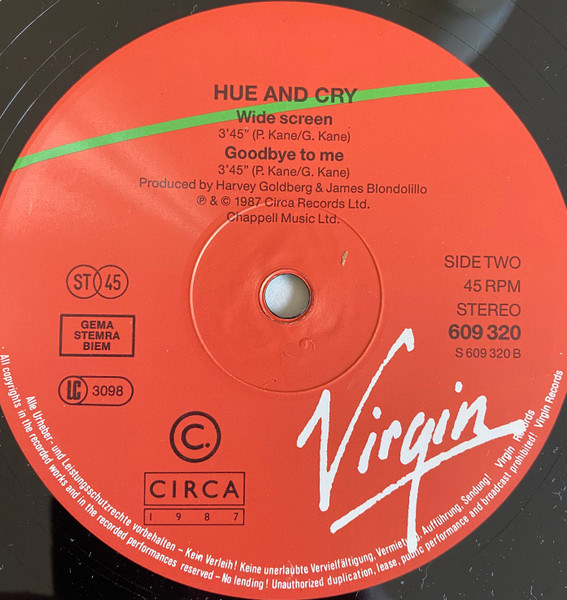 HUE AND CRY
Wide screen
3'45" (P. Kane/G. Kane)
Goodbye to me
3'45" (P. Kane/G. Kane)
Produced by Harvey Goldberg & James Blondolillo
℗ & © 1987 Circa Records Ltd.
Chappell Music Ltd.
SIDE TWO
45 RPM
STEREO
609 320
S 609 320 B
ST 45
GEMA
STEMRA
BIEM
LC 3098
C.
CIRCA
1987
Virgin
Alle Urheber- und Leistungsschutzrechte vorbehalten – Kein Verleih! Keine unerlaubte Vervielfältigung, Vermietung, Aufführung, Sendung! Virgin Records
All copyrights in the recorded works and in the recorded performances reserved – No lending! Unauthorized duplication, lease, public performance and broadcast prohibited! Virgin Records